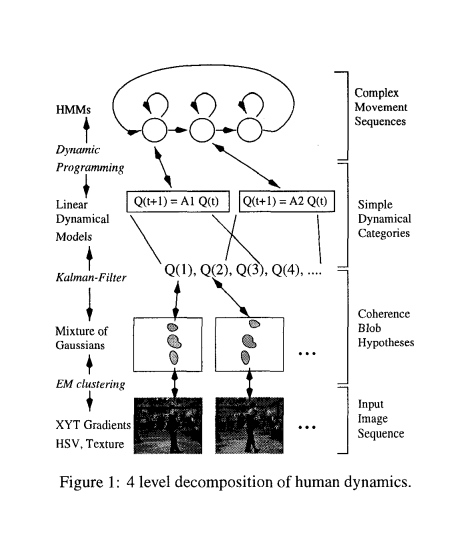 HMMs
Dynamic
Programming
Linear
Dynamical
Models
Kalman-Filter
Mixture of
Gaussians
EM clustering
XYT Gradients
HSV, Texture
Q(t+1) = A1 Q(t)
Q(t+1) = A2 Q(t)
Q(1), Q(2), Q(3), Q(4), ....
...
...
Complex
Movement
Sequences
Simple
Dynamical
Categories
Coherence
Blob
Hypotheses
Input
Image
Sequence
Figure 1: 4 level decomposition of human dynamics.